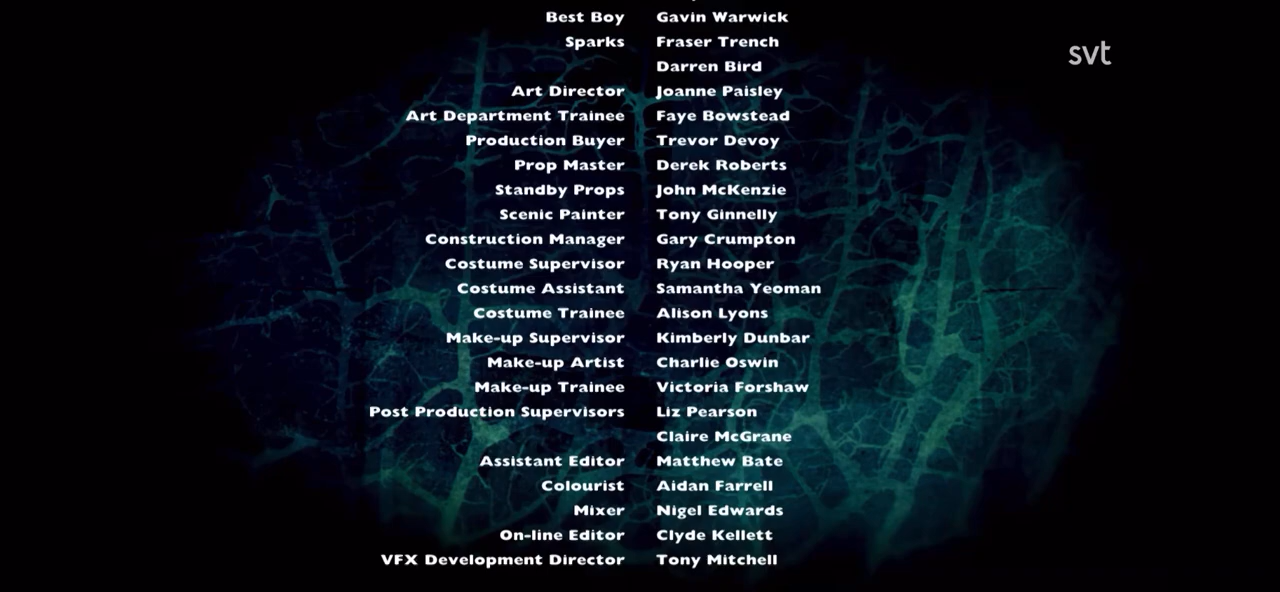 Best Boy Gavin Warwick
svt
Sparks Fraser Trench
Darren Bird
Art Director Joanne Paisley
Art Department Trainee Faye Bowstead
Production Buyer Trevor Devoy
Prop Master Derek Roberts
Standby Props John McKenzie
Scenic Painter Tony Ginnelly
Construction Manager Gary Crumpton
Costume Supervisor Ryan Hooper
Costume Assistant Samantha Yeoman
Costume Trainee Alison Lyons
Make-up Supervisor Kimberly Dunbar
Make-up Artist Charlie Oswin
Make-up Trainee Victoria Forshaw
Post Production Supervisors Liz Pearson
Claire McGrane
Assistant Editor Matthew Bate
Colourist Aidan Farrell
Mixer Nigel Edwards
On-line Editor Clyde Kellett
VFX Development Director Tony Mitchell